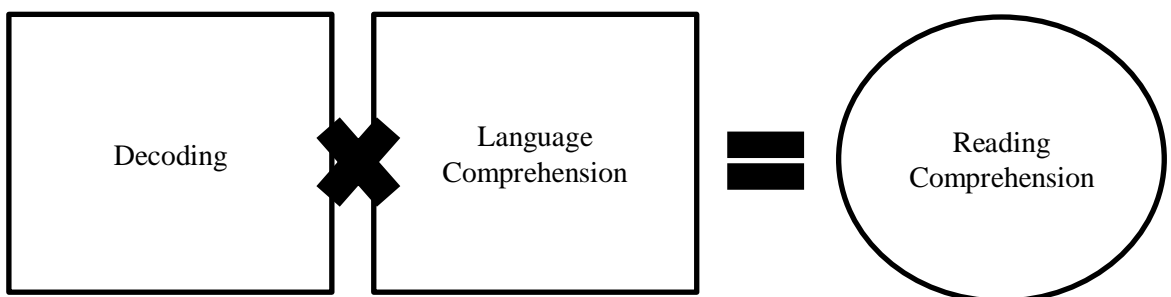 Decoding
Language
Comprehension
Reading
Comprehension